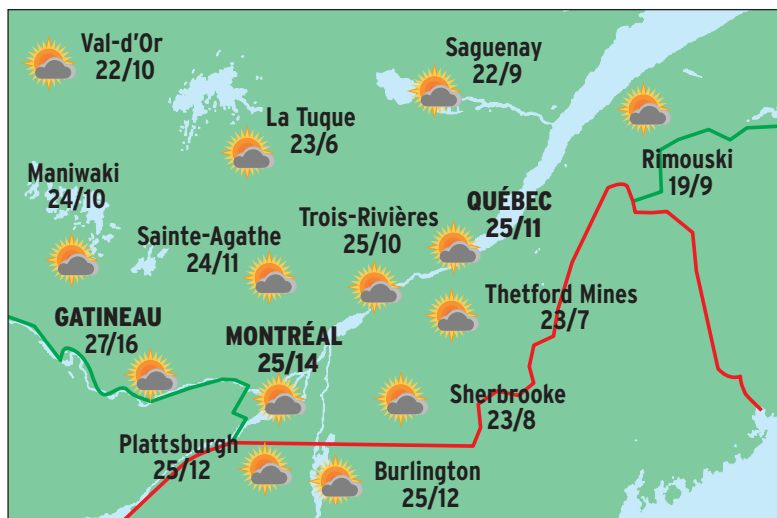 Val-d'Or
22/10
Saguenay
22/9
La Tuque
23/6
Rimouski
19/9
Maniwaki
24/10
Sainte-Agathe
24/11
Trois-Rivières
25/10
QUÉBEC
25/11
Thetford Mines
23/7
GATINEAU
27/16
MONTRÉAL
25/14
Sherbrooke
23/8
Plattsburgh
25/12
Burlington
25/12